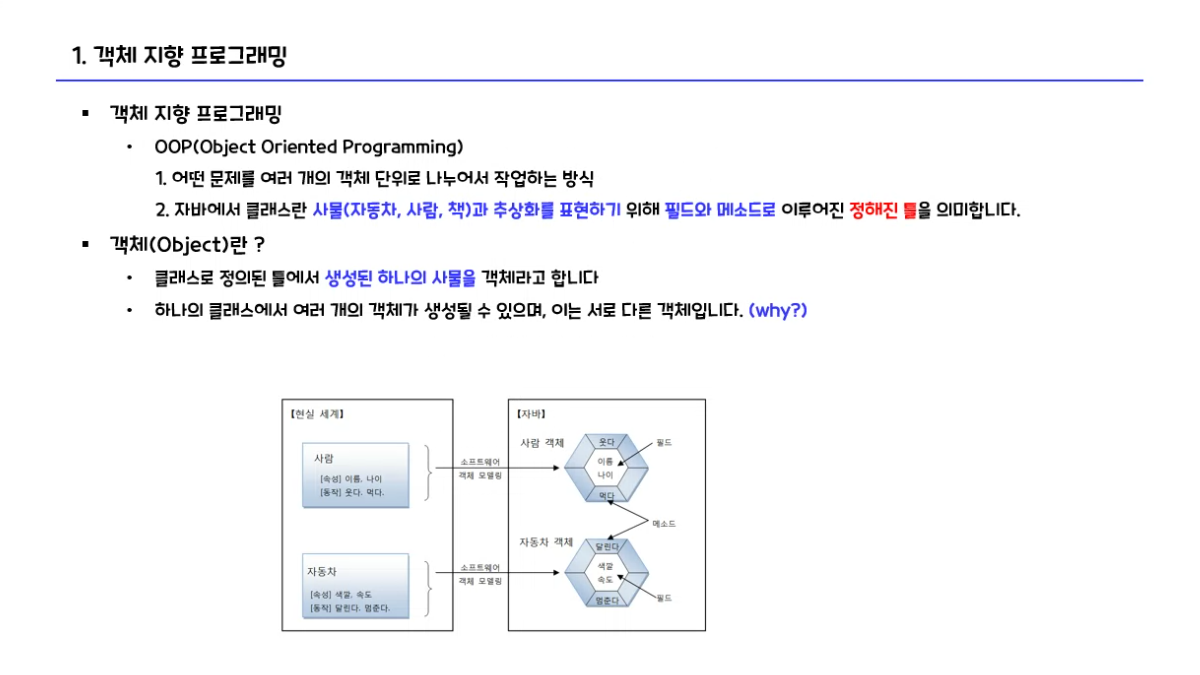 1. 객체 지향 프로그래밍
▪ 객체 지향 프로그래밍
• OOP(Object Oriented Programming)
1. 어떤 문제를 여러 개의 객체 단위로 나누어서 작업하는 방식
2. 자바에서 클래스란 사물(자동차, 사람, 책)과 추상화를 표현하기 위해 필드와 메소드로 이루어진 정해진 틀을 의미합니다.
▪ 객체(Object)란 ?
• 클래스로 정의된 틀에서 생성된 하나의 사물을 객체라고 합니다
• 하나의 클래스에서 여러 개의 객체가 생성될 수 있으며, 이는 서로 다른 객체입니다. (why?)
【현실 세계】
사람
[속성] 이름, 나이
[동작] 웃다. 먹다.
자동차
[속성] 색깔, 속도
[동작] 달린다. 멈춘다.
소프트웨어
객체 모델링
소프트웨어
객체 모델링
【자바】
사람 객체
웃다
이름
나이
먹다
필드
메소드
자동차 객체
달린다
색깔
속도
멈춘다
필드